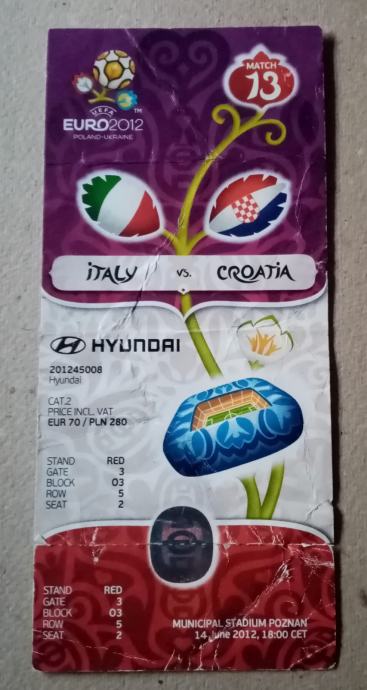 MATCH
13
UEFA
EURO2012
TM
POLAND-UKRAINE
ITALY vs. CROATIA
HYUNDAI
201245008
Hyundai
CAT.2
PRICE INCL. VAT
EUR 70 / PLN 280
STAND RED
GATE 3
BLOCK 03
ROW 5
SEAT 2
STAND RED
GATE 3
BLOCK 03
ROW 5
SEAT 2
MUNICIPAL STADIUM POZNAN
14 June 2012, 18:00 CET